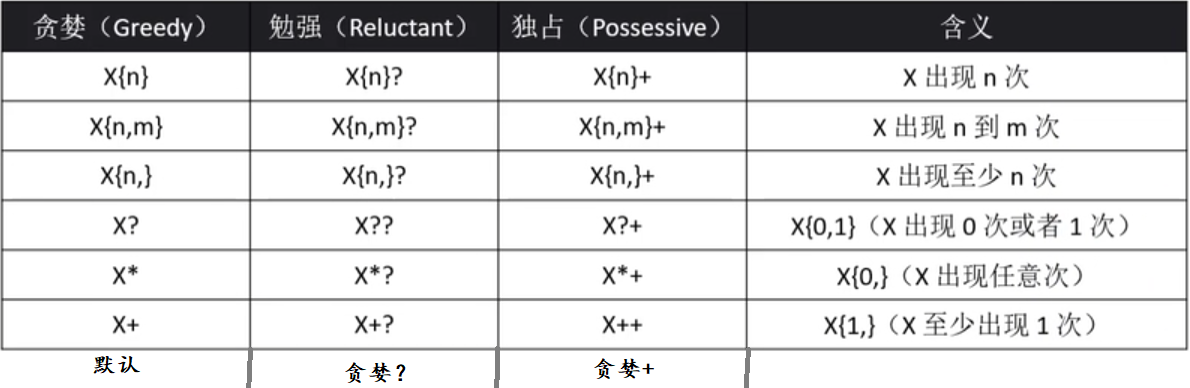 贪婪（Greedy） 勉强（Reluctant） 独占（Possessive） 含义
X{n} X{n}? X{n}+ X 出现 n 次
X{n,m} X{n,m}? X{n,m}+ X 出现 n 到 m 次
X{n,} X{n,}? X{n,}+ X 出现至少 n 次
X? X?? X?+ X{0,1}（X 出现 0 次或者 1 次）
X* X*? X*+ X{0,}（X 出现任意次）
X+ X+? X++ X{1,}（X 至少出现 1 次）
默认 贪婪？ 贪婪+